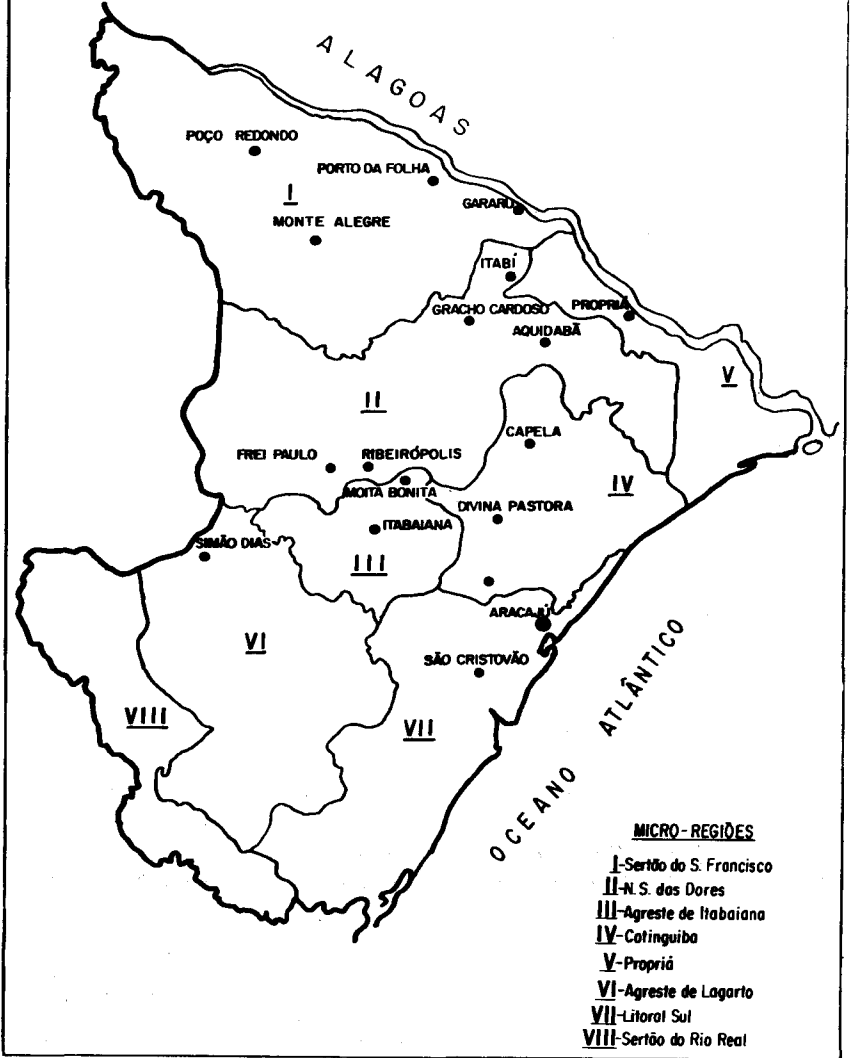 ALAGOAS
POÇO REDONDO
PORTO DA FOLHA
I
GARARÚ
MONTE ALEGRE
ITABÍ
GRACHO CARDOSO
PROPRIÁ
AQUIDABÃ
V
II
CAPELA
FREI PAULO
RIBEIRÓPOLIS
IV
MOITA BONITA
DIVINA PASTORA
ITABAIANA
SIMÃO DIAS
III
ARACAJÚ
VI
SÃO CRISTOVÃO
VIII
VII
OCEANO ATLÂNTICO
MICRO-REGIÕES
I-Sertão do S. Francisco
II-N. S. das Dores
III-Agreste de Itabaiana
IV-Cotinguiba
V-Propriá
VI-Agreste de Lagarto
VII-Litoral Sul
VIII-Sertão do Rio Real